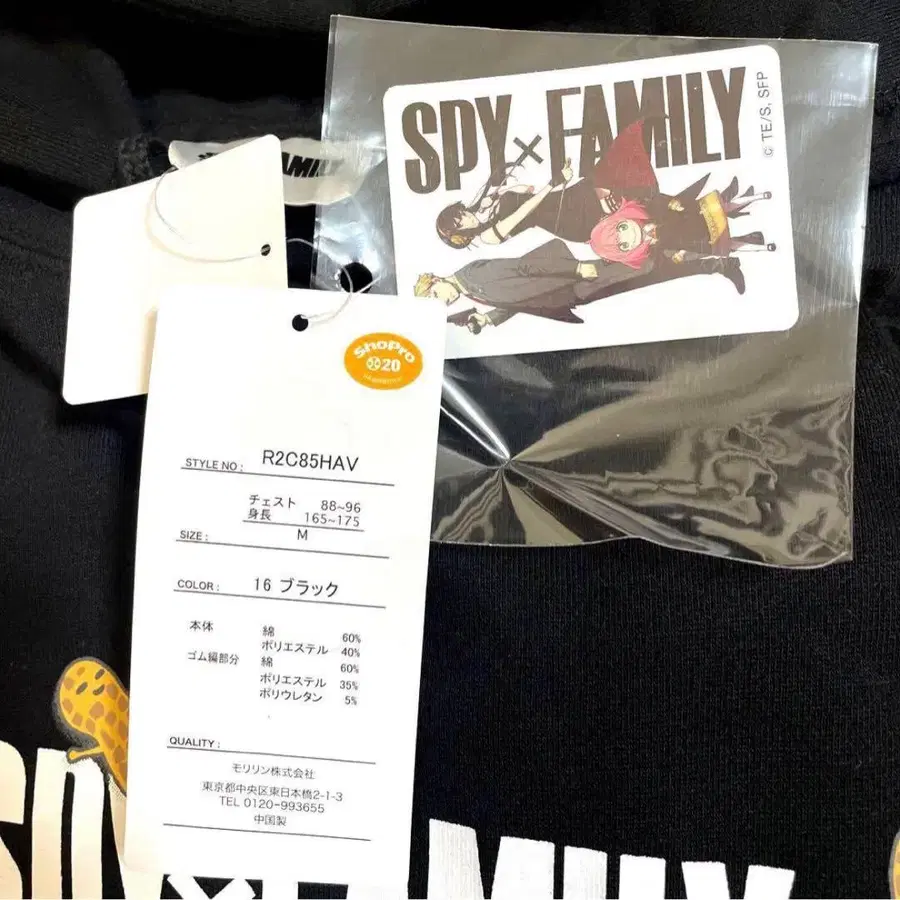 SPY×FAMILY
© TE/S, SFP
AMILY
ShoPro
20
STYLE NO : R2C85HAV
チェスト 88~96
身長 165~175
SIZE : M
COLOR : 16 ブラック
本体 綿 60%
ポリエステル 40%
ゴム編部分 綿 60%
ポリエステル 35%
ポリウレタン 5%
QUALITY :
モリリン株式会社
東京都中央区東日本橋2-1-3
TEL 0120-993655
中国製
SPY×FAMILY